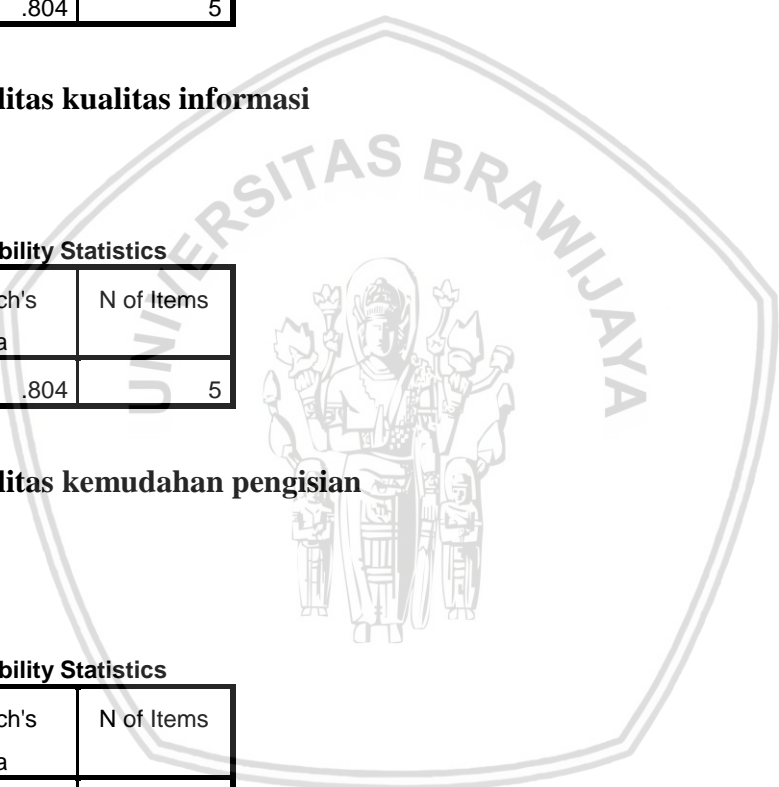 .804 5
litas kualitas informasi
UNIVERSITAS BRAWIJAYA
bility Statistics
ch's N of Items
a
.804 5
litas kemudahan pengisian
bility Statistics
ch's N of Items
a